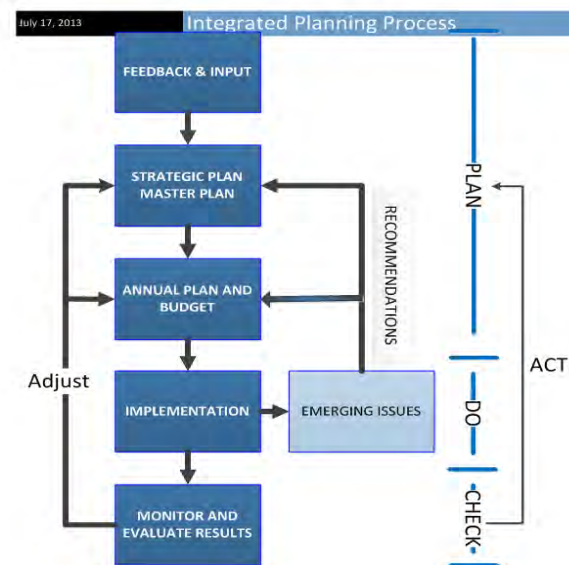 July 17, 2013
Integrated Planning Process
FEEDBACK & INPUT
STRATEGIC PLAN
MASTER PLAN
ANNUAL PLAN AND
BUDGET
RECOMMENDATIONS
Adjust
IMPLEMENTATION
EMERGING ISSUES
MONITOR AND
EVALUATE RESULTS
PLAN
DO
CHECK
ACT